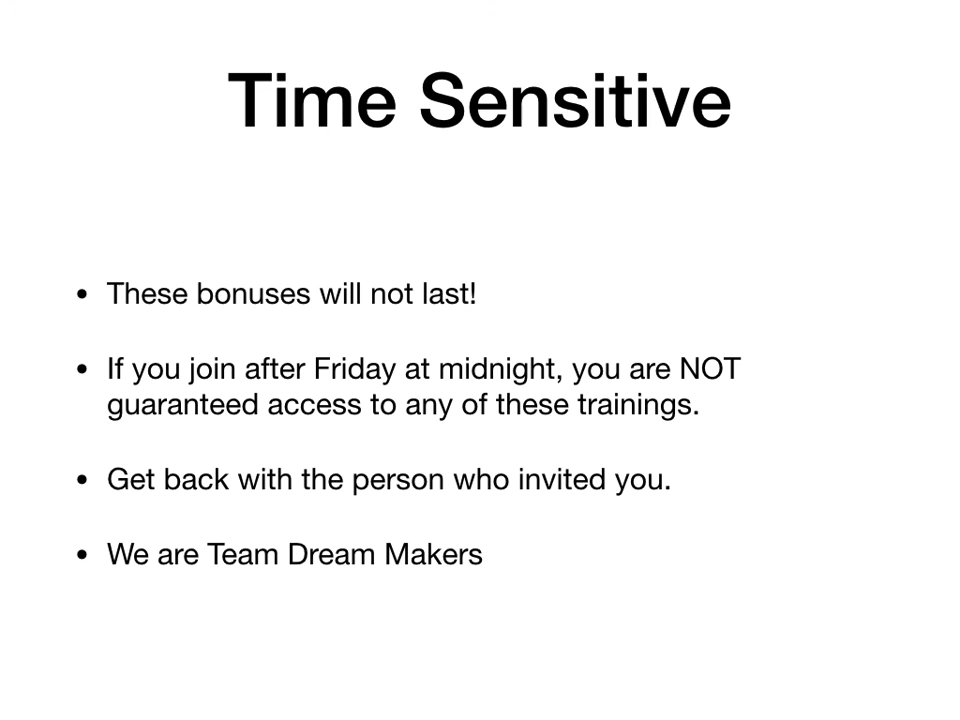 Time Sensitive
• These bonuses will not last!
• If you join after Friday at midnight, you are NOT
guaranteed access to any of these trainings.
• Get back with the person who invited you.
• We are Team Dream Makers